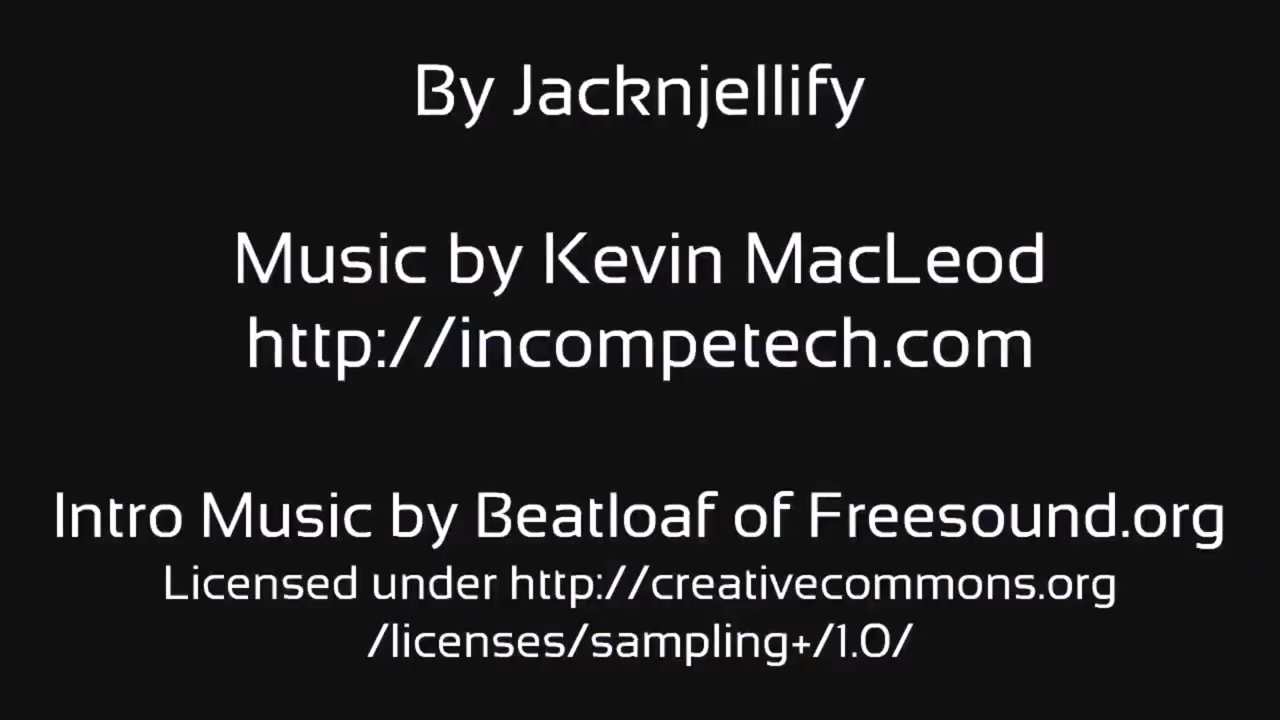 By Jacknjellify
Music by Kevin MacLeod
http://incompetech.com
Intro Music by Beatloaf of Freesound.org
Licensed under http://creativecommons.org
/licenses/sampling+/1.0/